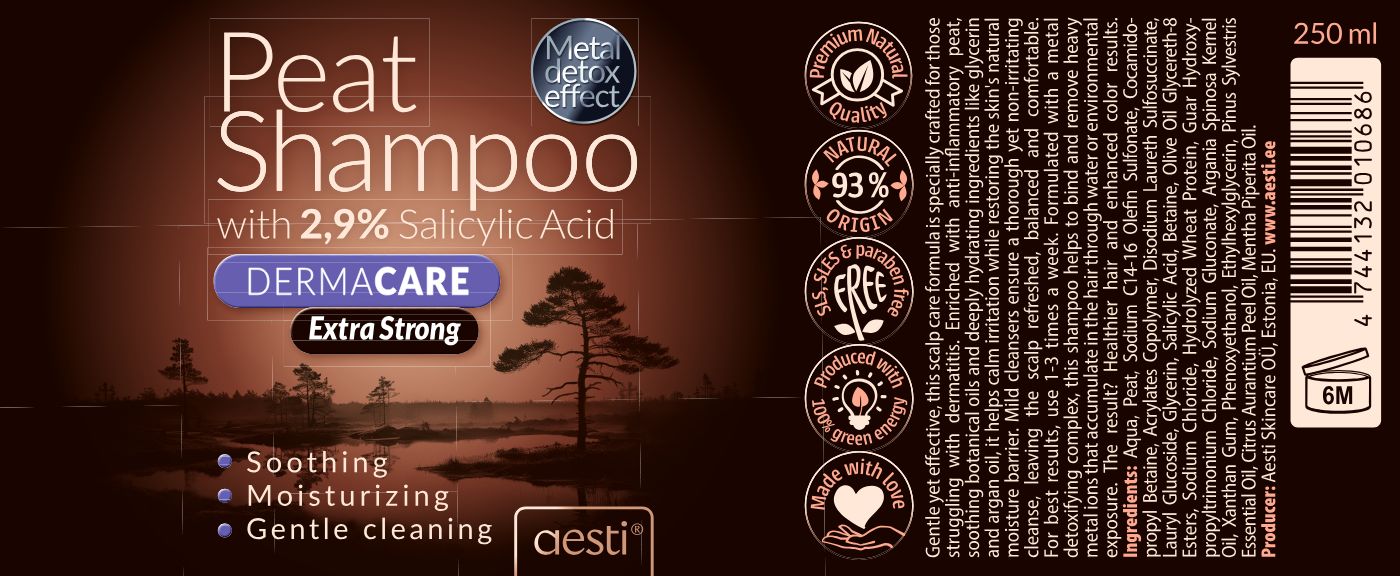 Peat
Shampoo
with 2,9% Salicylic Acid
Metal
detox
effect
DERMACARE
Extra Strong
Soothing
Moisturizing
Gentle cleaning
aesti®
Premium Natural
Quality
NATURAL
93%
ORIGIN
SLS, SLES & paraben free
FREE
Produced with
100% green energy
Made with love
Gentle yet effective, this scalp care formula is specially crafted for those
struggling with dermatitis. Enriched with anti-inflammatory peat,
soothing botanical oils and deeply hydrating ingredients like glycerin
and argan oil, it helps calm irritation while restoring the skin's natural
moisture barrier. Mild cleansers ensure a thorough yet non-irritating
cleanse, leaving the scalp refreshed, balanced and comfortable.
For best results, use 1-3 times a week. Formulated with a metal
detoxifying complex, this shampoo helps to bind and remove heavy
metal ions that accumulate in the hair through water or environmental
exposure. The result? Healthier hair and enhanced color results.
Ingredients: Aqua, Peat, Sodium C14-16 Olefin Sulfonate, Cocamido-
propyl Betaine, Acrylates Copolymer, Disodium Laureth Sulfosuccinate,
Lauryl Glucoside, Glycerin, Salicylic Acid, Betaine, Olive Oil Glycereth-8
Esters, Sodium Chloride, Hydrolyzed Wheat Protein, Guar Hydroxy-
propyltrimonium Chloride, Sodium Gluconate, Argania Spinosa Kernel
Oil, Xanthan Gum, Phenoxyethanol, Ethylhexylglycerin, Pinus Sylvestris
Essential Oil, Citrus Aurantium Peel Oil, Mentha Piperita Oil.
Producer: Aesti Skincare OÜ, Estonia, EU. www.aesti.ee
250 ml
4 744132 010686
6M